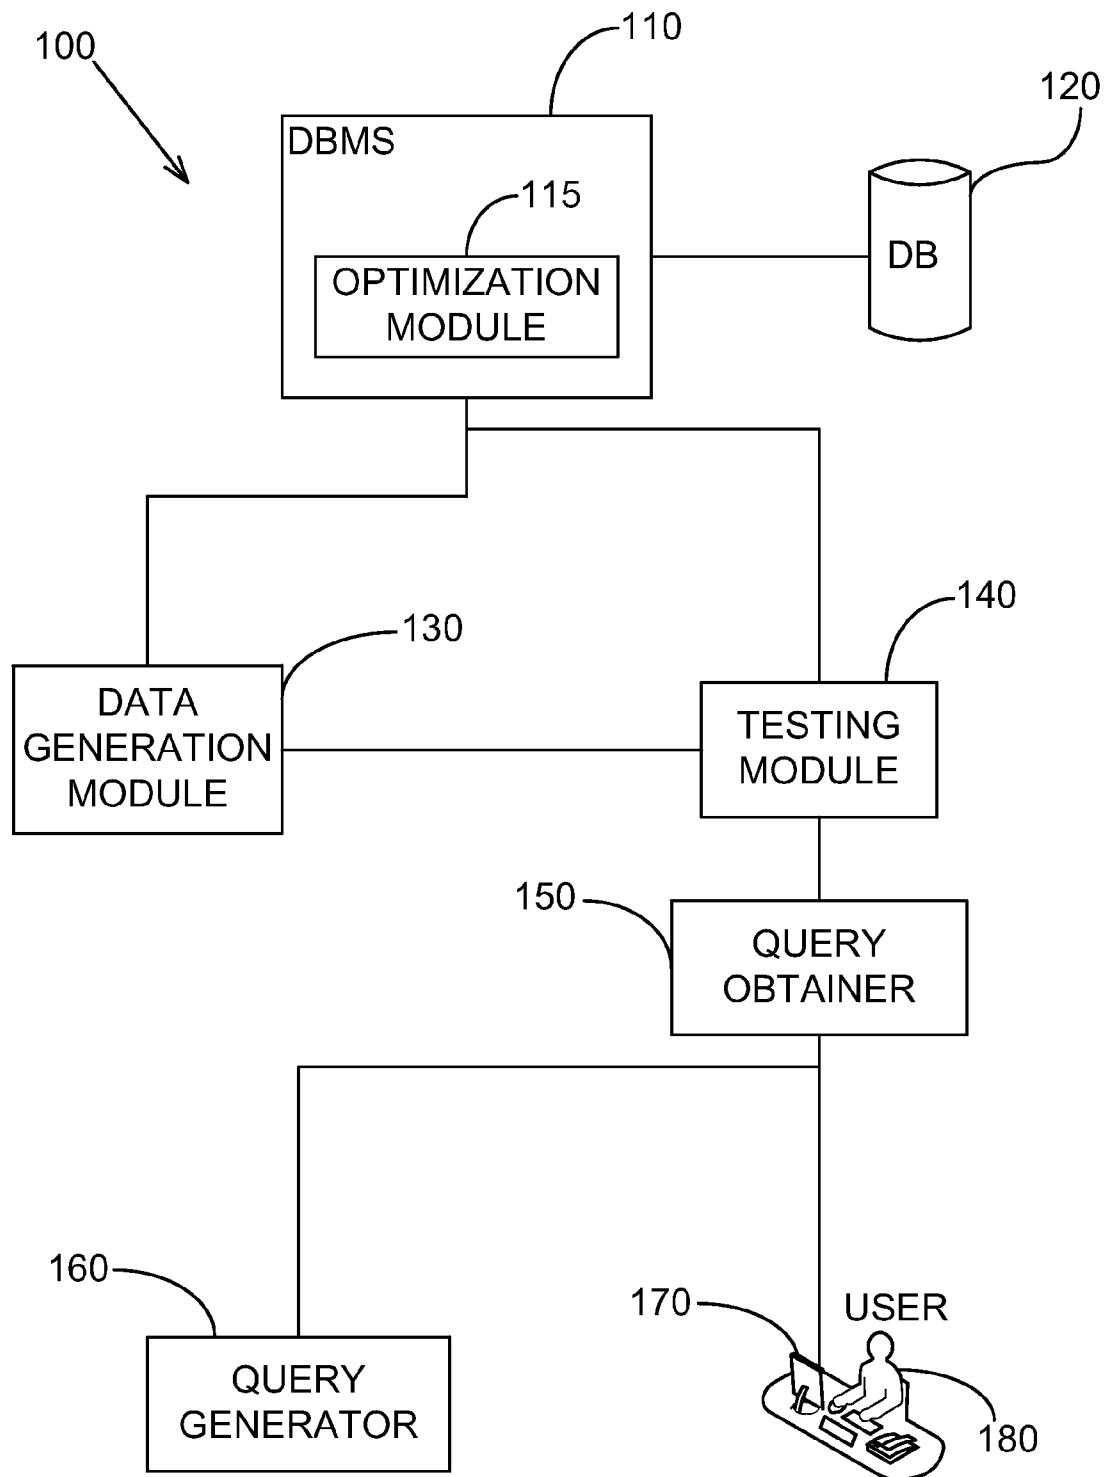 110
100
120
DBMS
115
DB
OPTIMIZATION
MODULE
140
130
DATA
GENERATION
MODULE
TESTING
MODULE
150
QUERY
OBTAINER
160
170
USER
QUERY
GENERATOR
180